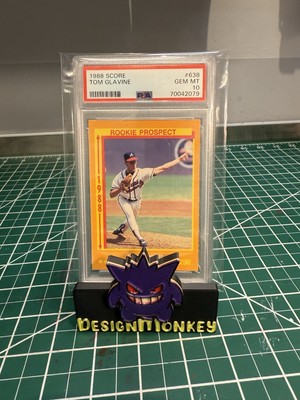 1988 SCORE #638
TOM GLAVINE GEM MT
10
PSA 70042079
ROOKIE PROSPECT
1988
DESIGNMONKEY